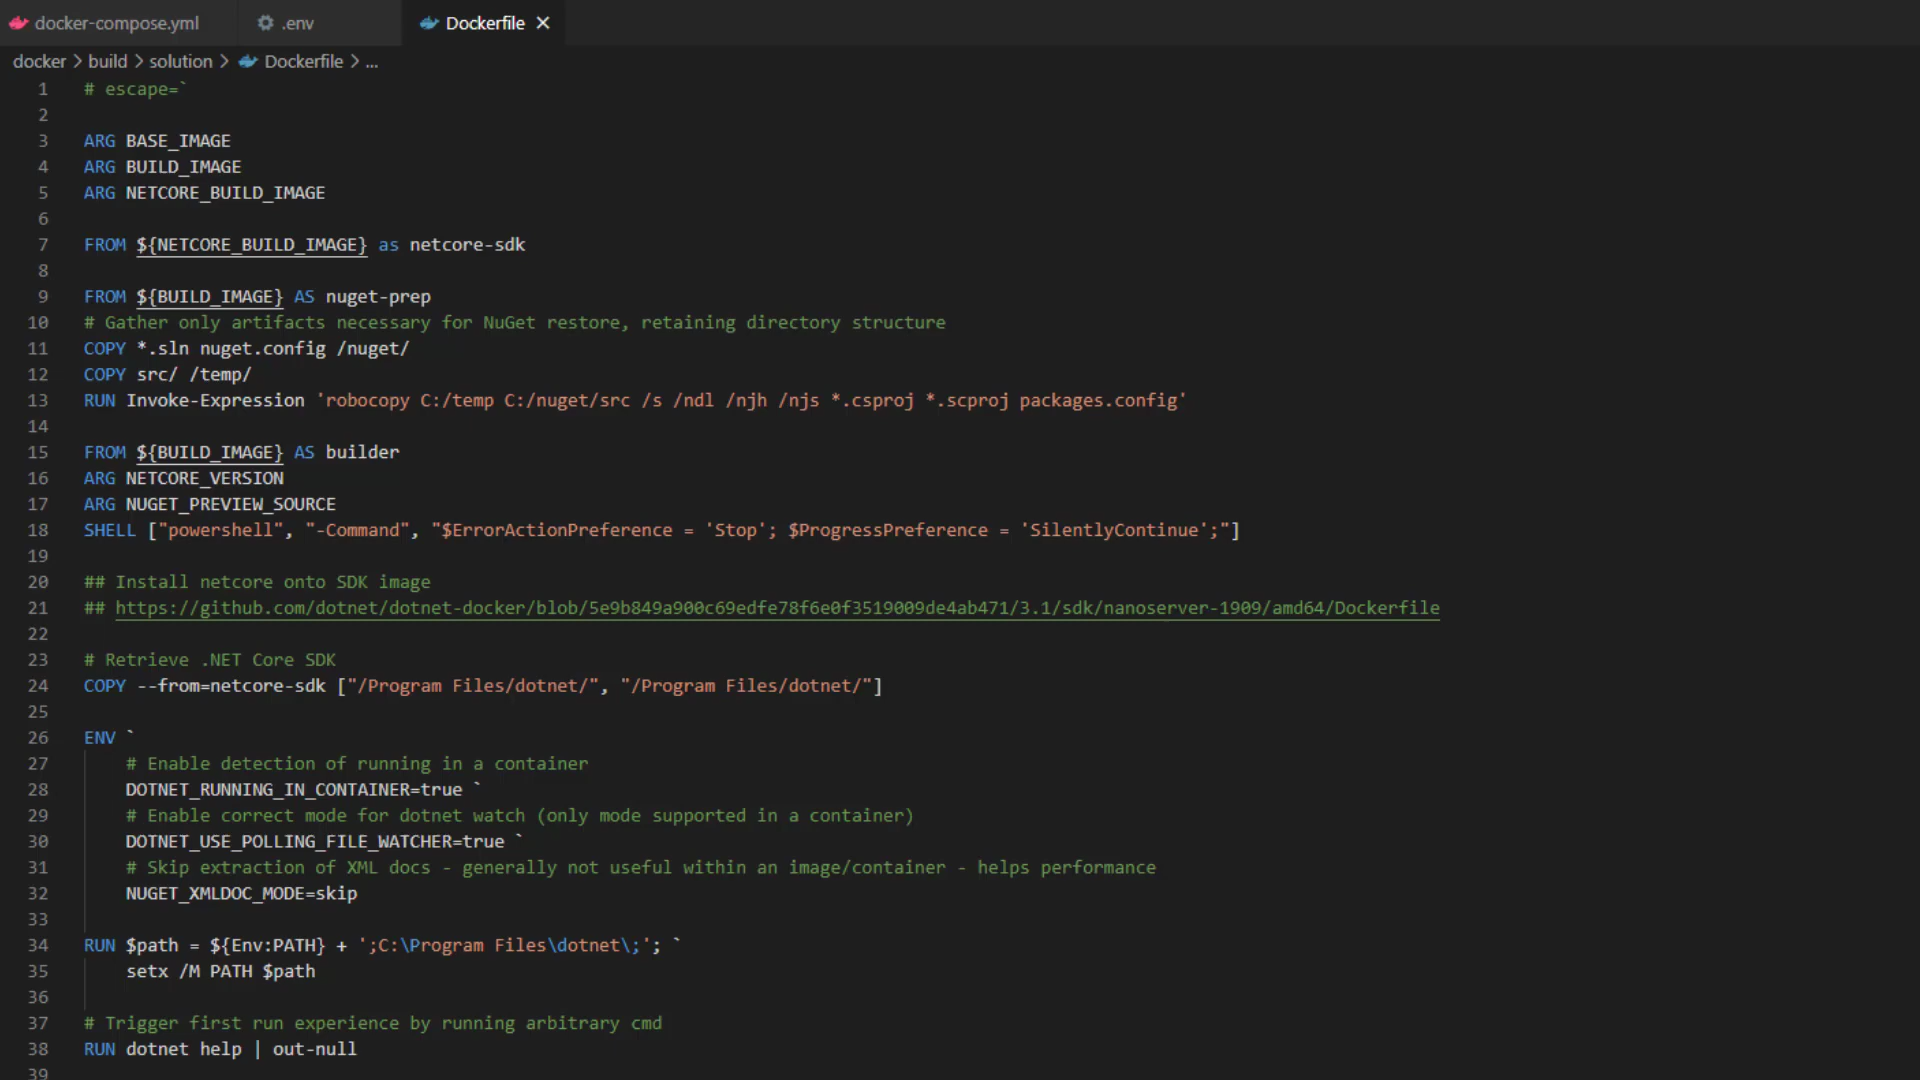 docker-compose.yml .env Dockerfile
docker > build > solution > Dockerfile > ...
1 # escape=`
2
3 ARG BASE_IMAGE
4 ARG BUILD_IMAGE
5 ARG NETCORE_BUILD_IMAGE
6
7 FROM ${NETCORE_BUILD_IMAGE} as netcore-sdk
8
9 FROM ${BUILD_IMAGE} AS nuget-prep
10 # Gather only artifacts necessary for NuGet restore, retaining directory structure
11 COPY *.sln nuget.config /nuget/
12 COPY src/ /temp/
13 RUN Invoke-Expression 'robocopy C:/temp C:/nuget/src /s /ndl /njh /njs *.csproj *.scproj packages.config'
14
15 FROM ${BUILD_IMAGE} AS builder
16 ARG NETCORE_VERSION
17 ARG NUGET_PREVIEW_SOURCE
18 SHELL ["powershell", "-Command", "$ErrorActionPreference = 'Stop'; $ProgressPreference = 'SilentlyContinue';"]
19
20 ## Install netcore onto SDK image
21 ## https://github.com/dotnet/dotnet-docker/blob/5e9b849a900c69edfe78f6e0f3519009de4ab471/3.1/sdk/nanoserver-1909/amd64/Dockerfile
22
23 # Retrieve .NET Core SDK
24 COPY --from=netcore-sdk ["/Program Files/dotnet/", "/Program Files/dotnet/"]
25
26 ENV `
27 # Enable detection of running in a container
28 DOTNET_RUNNING_IN_CONTAINER=true `
29 # Enable correct mode for dotnet watch (only mode supported in a container)
30 DOTNET_USE_POLLING_FILE_WATCHER=true `
31 # Skip extraction of XML docs - generally not useful within an image/container - helps performance
32 NUGET_XMLDOC_MODE=skip
33
34 RUN $path = ${Env:PATH} + ';C:\Program Files\dotnet\;'; `
35 setx /M PATH $path
36
37 # Trigger first run experience by running arbitrary cmd
38 RUN dotnet help | out-null
39